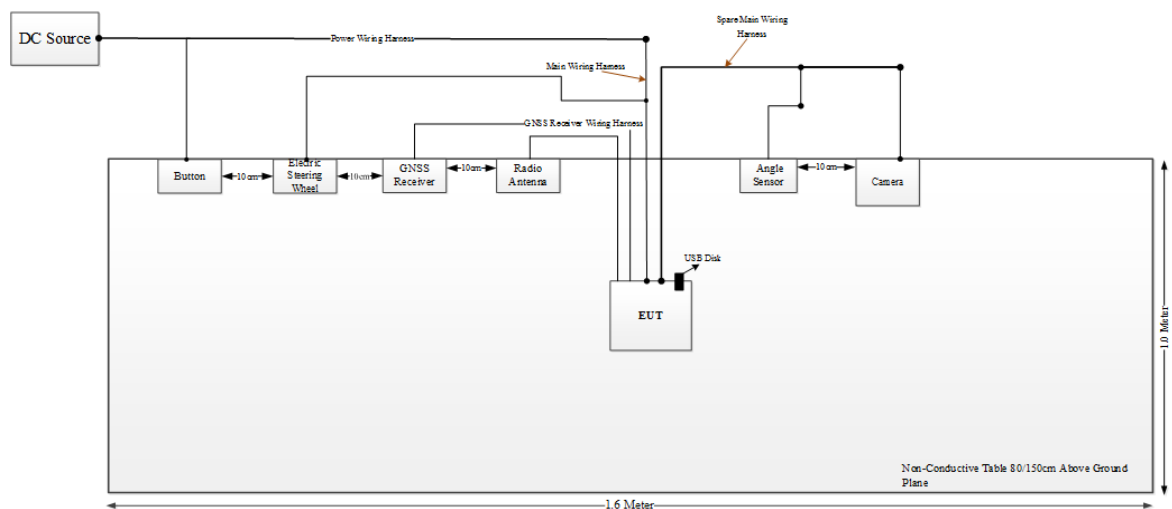 Spare Main Wiring
Harness
DC Source
Power Wiring Harness
Main Wiring Harness
GNSS Receiver Wiring Harness
Button
10cm
Electric
Steering
Wheel
10cm
GNSS
Receiver
10cm
Radio
Antenna
Angle
Sensor
10cm
Camera
USB Disk
EUT
1.0 Meter
Non-Conductive Table 80/150cm Above Ground
Plane
1.6 Meter